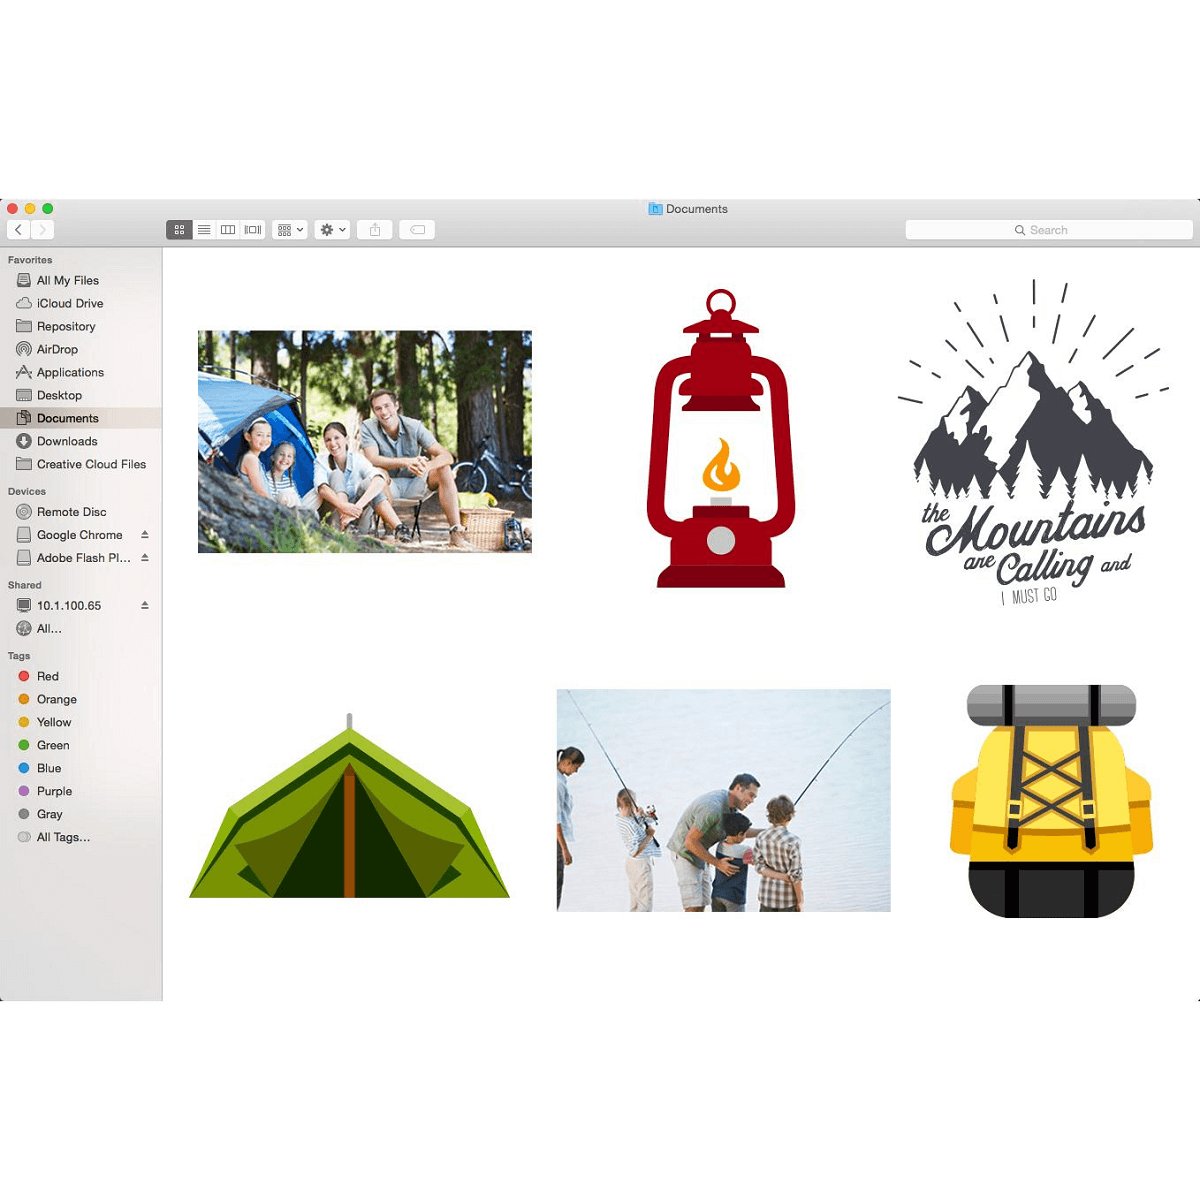 Documents
Search
Favorites
All My Files
iCloud Drive
Repository
AirDrop
Applications
Desktop
Documents
Downloads
Creative Cloud Files
Devices
Remote Disc
Google Chrome
Adobe Flash Pl...
Shared
10.1.100.65
All...
Tags
Red
Orange
Yellow
Green
Blue
Purple
Gray
All Tags...
the Mountains
are Calling and
I MUST GO